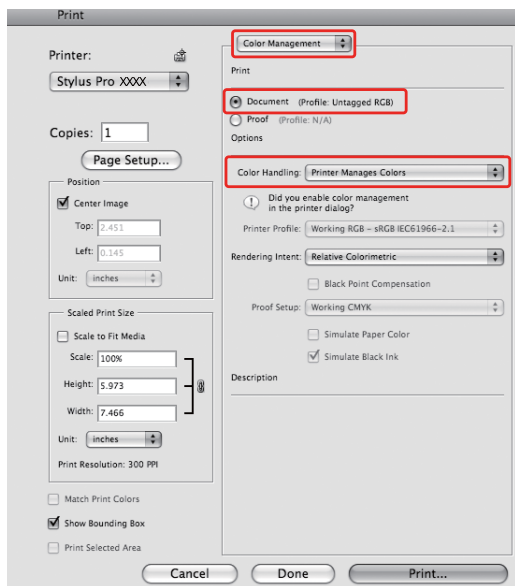 Print
Printer:
Stylus Pro XXXX
Copies: 1
Page Setup...
Position
Center Image
Top: 2.451
Left: 0.145
Unit: inches
Scaled Print Size
Scale to Fit Media
Scale: 100%
Height: 5.973
Width: 7.466
Unit: inches
Print Resolution: 300 PPI
Match Print Colors
Show Bounding Box
Print Selected Area
Color Management
Print
Document (Profile: Untagged RGB)
Proof (Profile: N/A)
Options
Color Handling: Printer Manages Colors
Did you enable color management
in the printer dialog?
Printer Profile: Working RGB - sRGB IEC61966-2.1
Rendering Intent: Relative Colorimetric
Black Point Compensation
Proof Setup: Working CMYK
Simulate Paper Color
Simulate Black Ink
Description
Cancel
Done
Print...